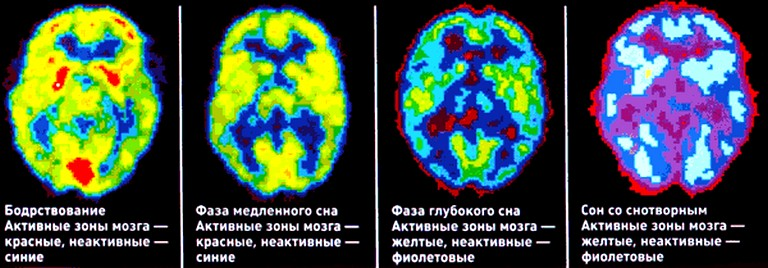 Бодрствование
Активные зоны мозга —
красные, неактивные —
синие
Фаза медленного сна
Активные зоны мозга —
красные, неактивные —
синие
Фаза глубокого сна
Активные зоны мозга —
желтые, неактивные —
фиолетовые
Сон со снотворным
Активные зоны мозга —
желтые, неактивные —
фиолетовые